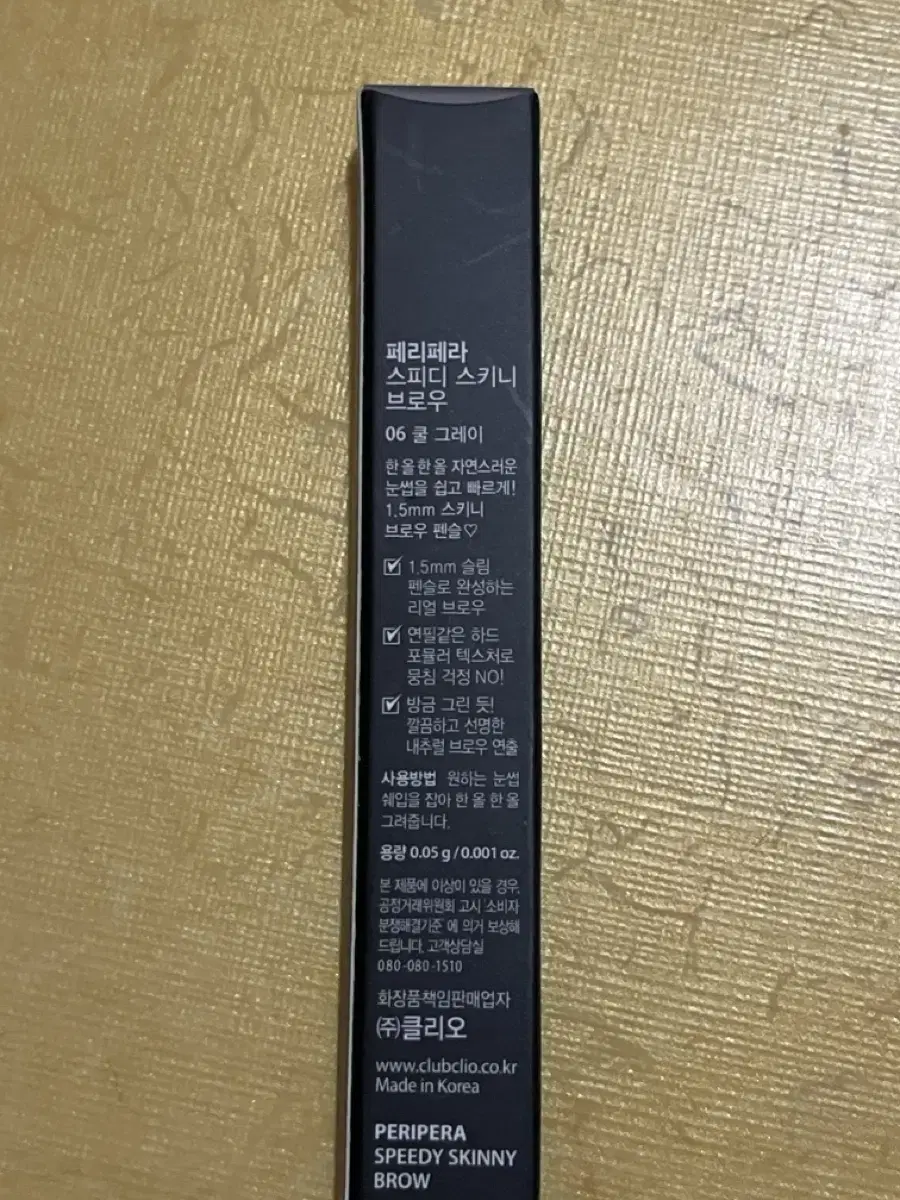 페리페라
스피디 스키니
브로우
06 쿨 그레이
한올한올 자연스러운
눈썹을 쉽고 빠르게!
1.5mm 스키니
브로우 펜슬♡
☑ 1.5mm 슬림
펜슬로 완성하는
리얼 브로우
☑ 연필같은 하드
포뮬러 텍스처로
뭉침 걱정 NO!
☑ 방금 그린 듯!
깔끔하고 선명한
내추럴 브로우 연출
사용방법 원하는 눈썹
쉐입을 잡아 한 올 한 올
그려줍니다.
용량 0.05 g / 0.001 oz.
본 제품에 이상이 있을 경우,
공정거래위원회 고시 '소비자
분쟁해결기준' 에 의거 보상해
드립니다. 고객상담실
080-080-1510
화장품책임판매업자
㈜클리오
www.clubclio.co.kr
Made in Korea
PERIPERA
SPEEDY SKINNY
BROW